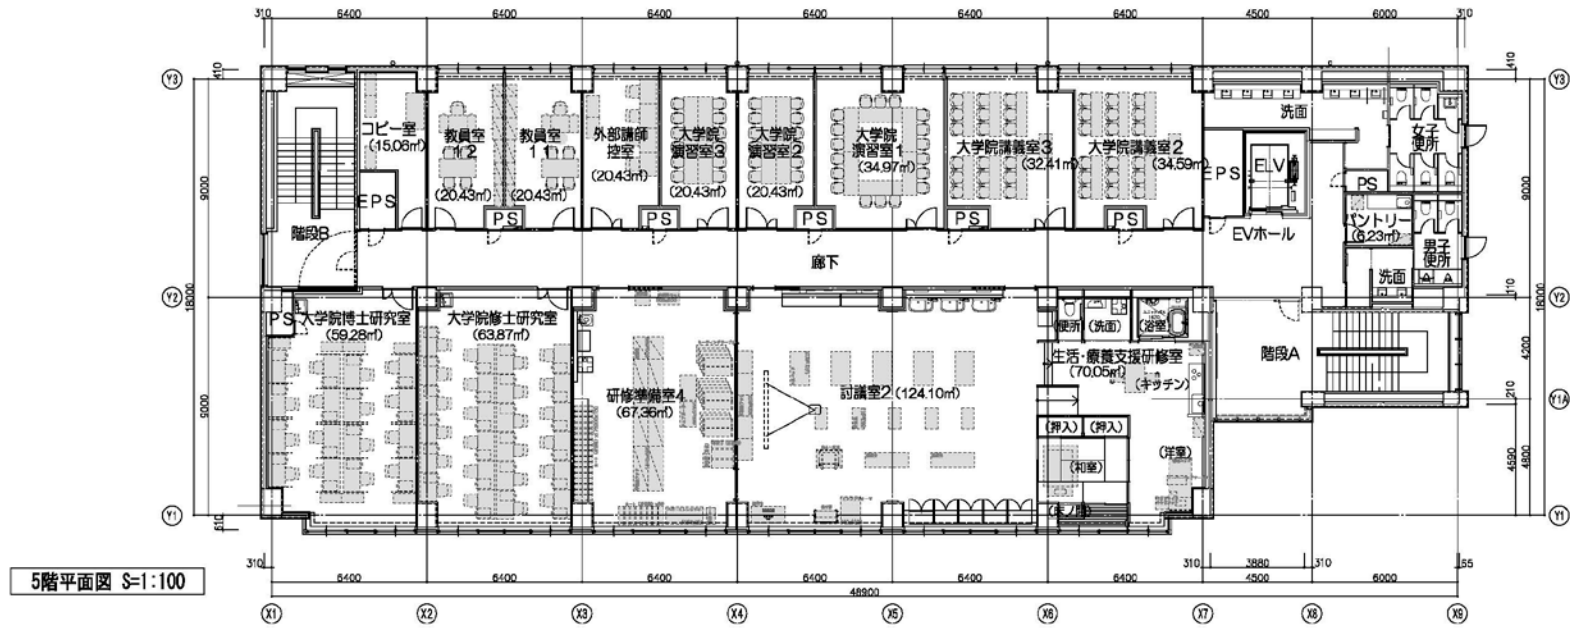 310 6400 6400 6400 6400 6400 6400 4500 6000 310
410
410
Y3
Y3
コピー室
(15.06㎡)
教員室
12
(20.43㎡)
教員室
11
(20.43㎡)
外部講師
控室
(20.43㎡)
大学院
演習室3
(20.43㎡)
大学院
演習室2
(20.43㎡)
大学院
演習室1
(34.97㎡)
大学院講義室3
(32.41㎡)
大学院講義室2
(34.59㎡)
洗面
女子
便所
EPS
ELV
PS
EPS
PS
PS
PS
PS
PS
パントリー
(6.23㎡)
男子
便所
洗面
階段B
廊下
EVホール
9000
9000
18000
18000
Y2
Y2
110
PS
大学院博士研究室
(59.28㎡)
大学院修士研究室
(63.87㎡)
研修準備室4
(67.36㎡)
討議室2 (124.10㎡)
(便所)
(洗面)
(浴室)
生活・療養支援研修室
(70.05㎡)
(キッチン)
(押入)
(押入)
(和室)
(洋室)
(床ノ間)
階段A
4200
210
Y1A
9000
4590
4800
Y1
Y1
610
310 310 3880 310 55
6400 6400 6400 6400 6400 6400 4500 6000
48900
X1 X2 X3 X4 X5 X6 X7 X8 X9
5階平面図 S=1:100